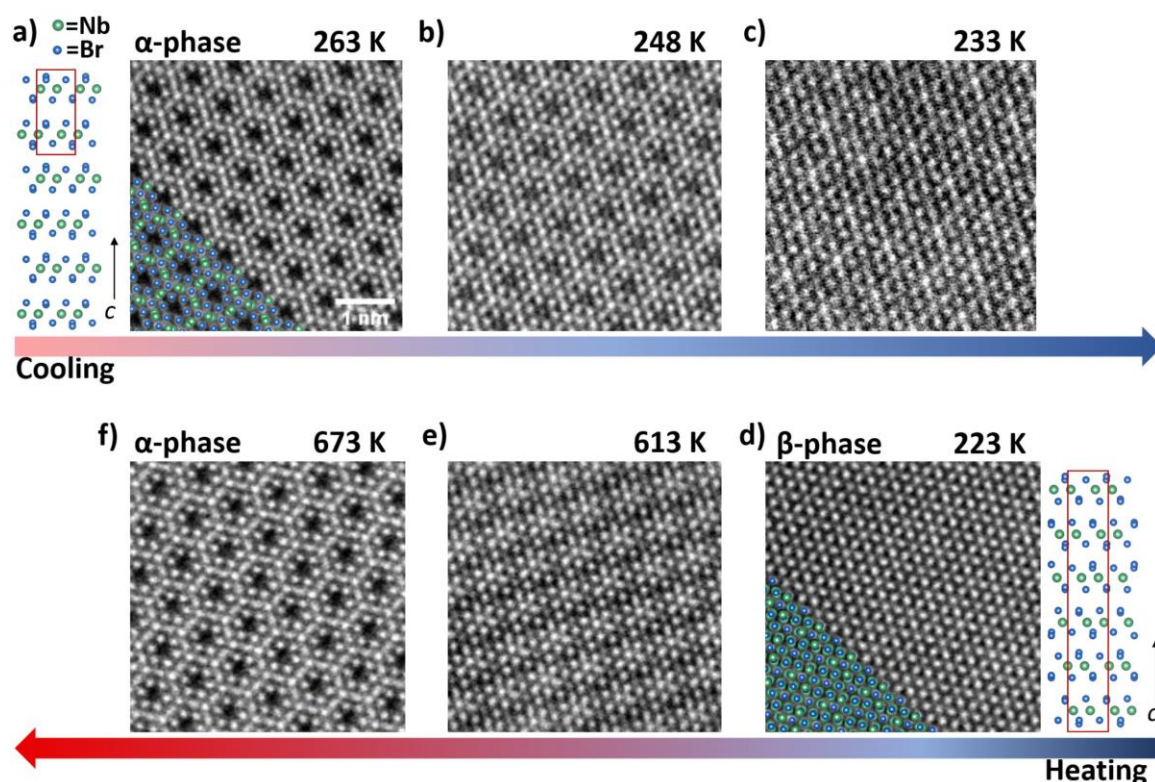 a) =Nb
=Br
α-phase 263 K
b) 248 K
c) 233 K
c
1 nm
Cooling
f) α-phase 673 K
e) 613 K
d) β-phase 223 K
c
Heating